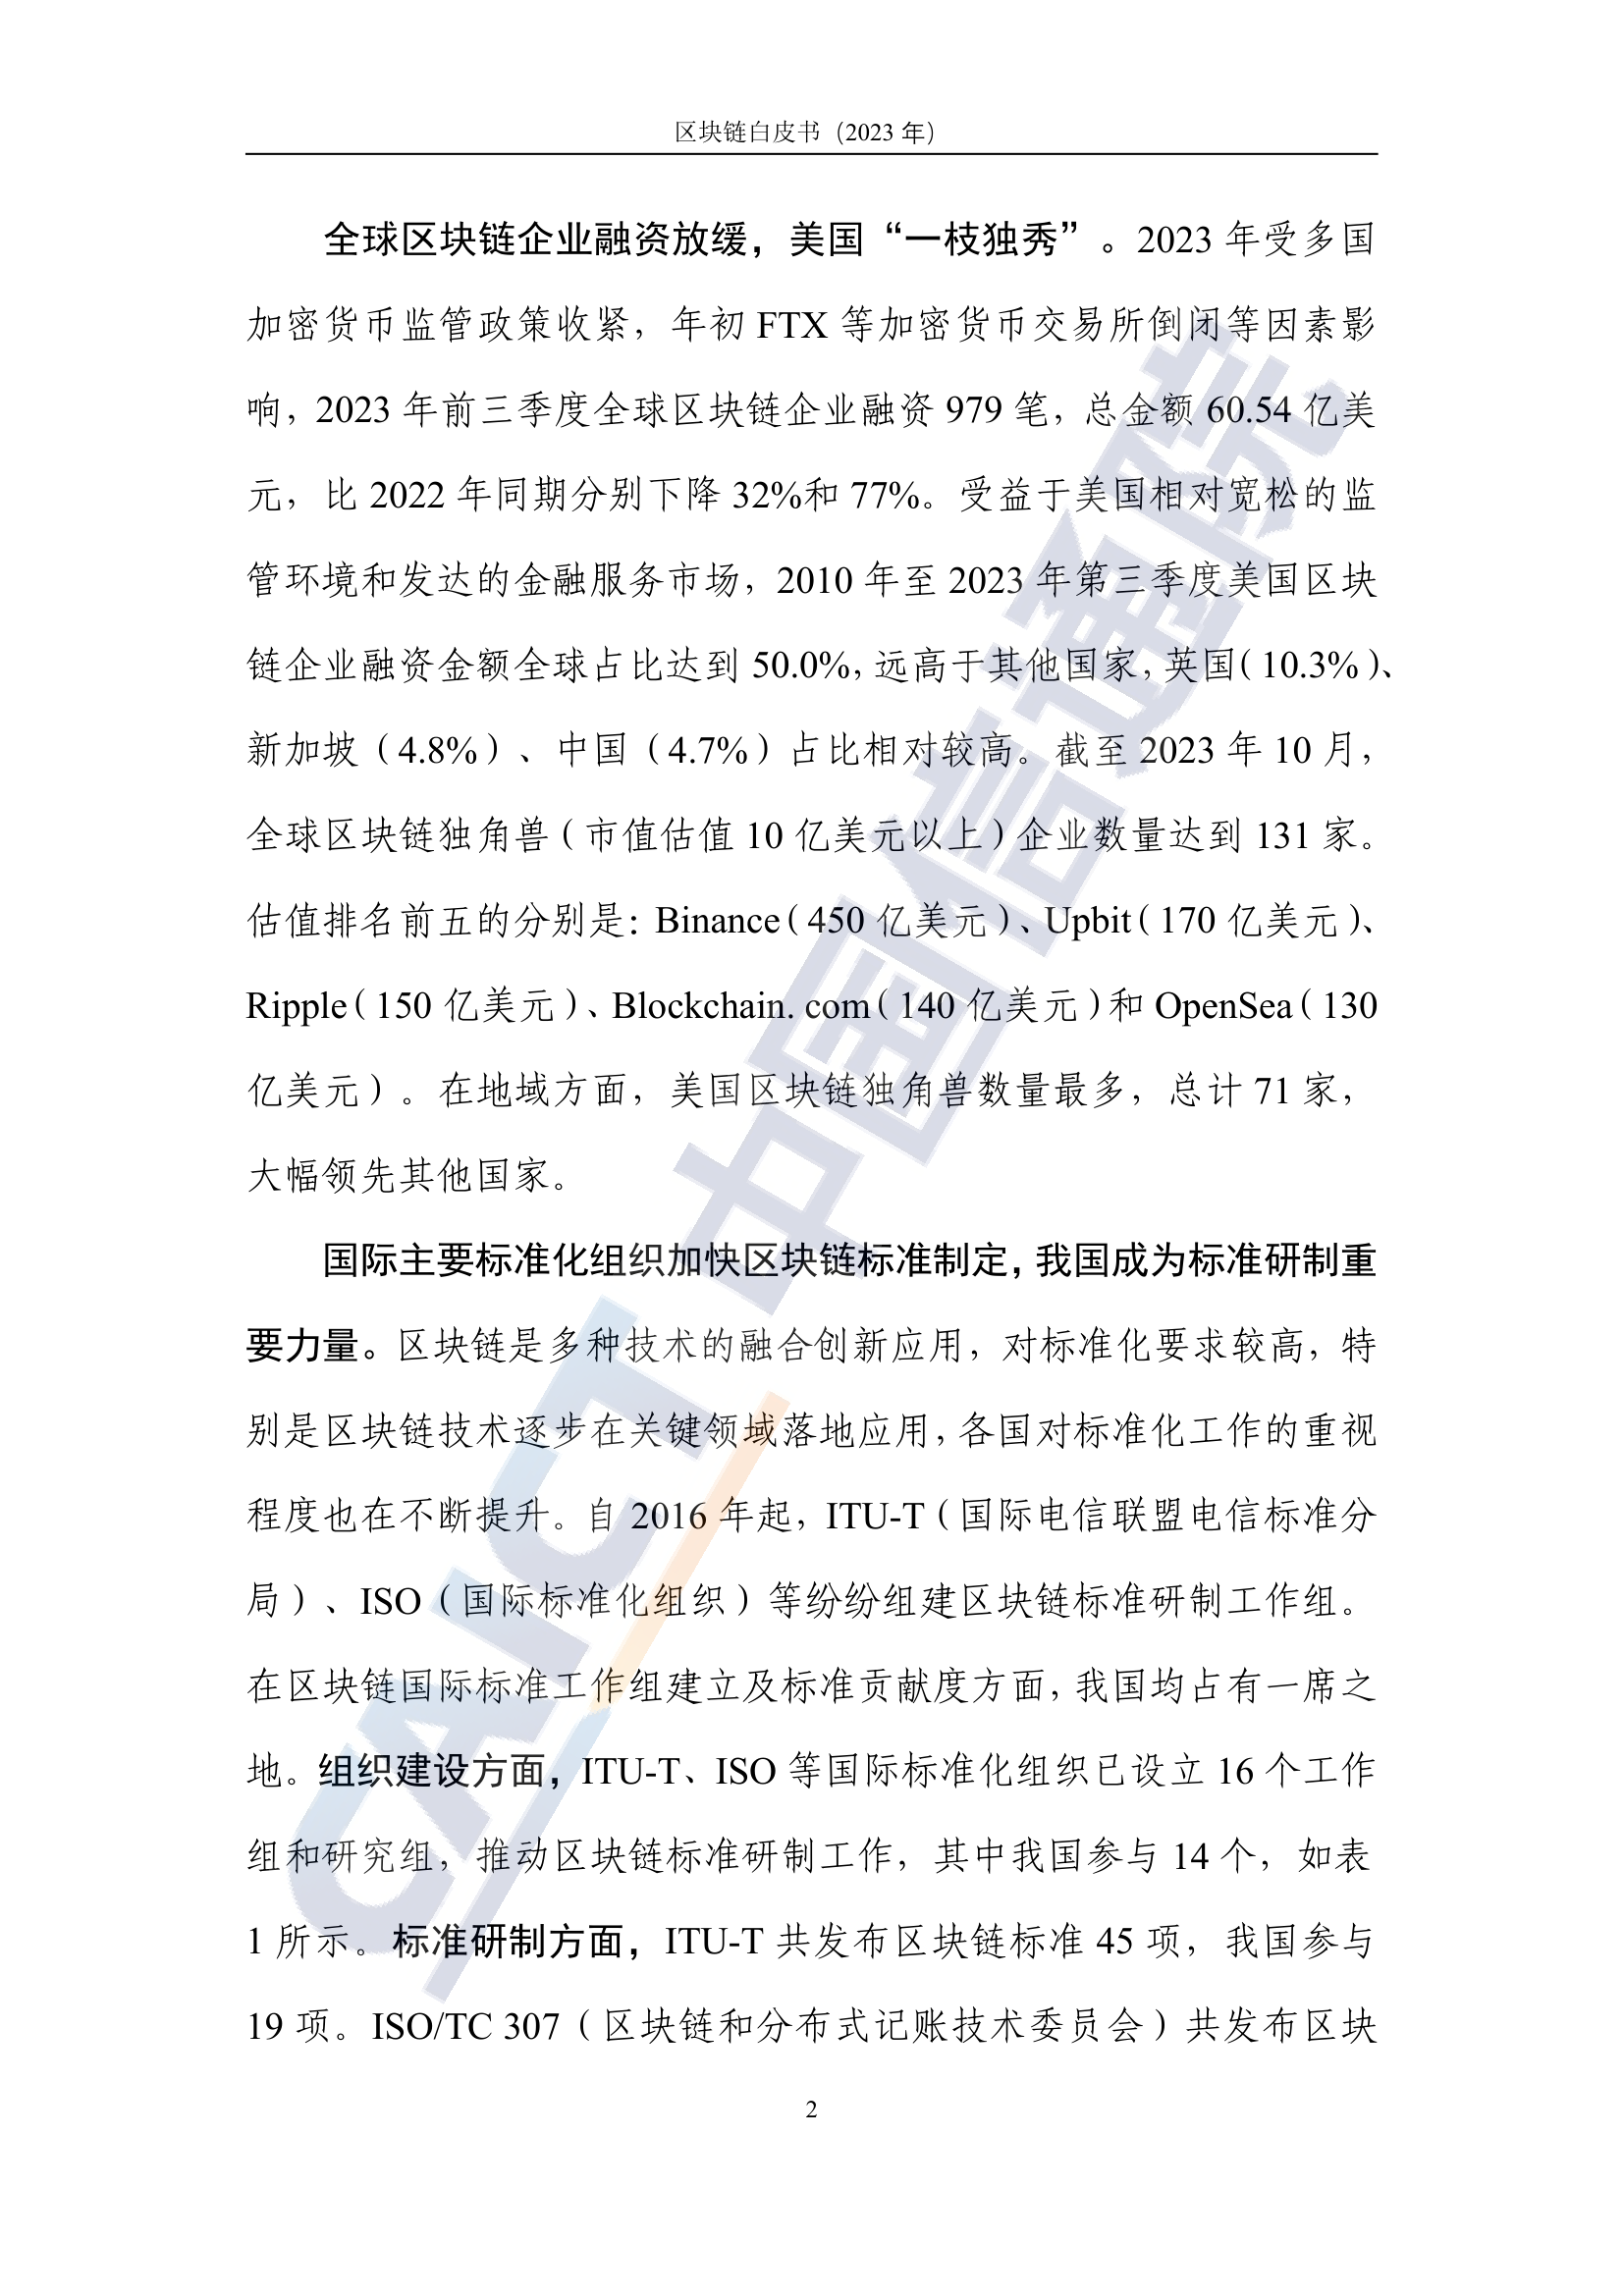 区块链白皮书（2023 年）
全球区块链企业融资放缓，美国“一枝独秀”。2023 年受多国
加密货币监管政策收紧，年初 FTX 等加密货币交易所倒闭等因素影
响，2023 年前三季度全球区块链企业融资 979 笔，总金额 60.54 亿美
元，比 2022 年同期分别下降 32%和 77%。受益于美国相对宽松的监
管环境和发达的金融服务市场，2010 年至 2023 年第三季度美国区块
链企业融资金额全球占比达到 50.0%，远高于其他国家，英国（10.3%）、
新加坡（4.8%）、中国（4.7%）占比相对较高。截至 2023 年 10 月，
全球区块链独角兽（市值估值 10 亿美元以上）企业数量达到 131 家。
估值排名前五的分别是：Binance（450 亿美元）、Upbit（170 亿美元）、
Ripple（150 亿美元）、Blockchain. com（140 亿美元）和 OpenSea（130
亿美元）。在地域方面，美国区块链独角兽数量最多，总计 71 家，
大幅领先其他国家。
国际主要标准化组织加快区块链标准制定，我国成为标准研制重
要力量。区块链是多种技术的融合创新应用，对标准化要求较高，特
别是区块链技术逐步在关键领域落地应用，各国对标准化工作的重视
程度也在不断提升。自 2016 年起，ITU-T（国际电信联盟电信标准分
局）、ISO（国际标准化组织）等纷纷组建区块链标准研制工作组。
在区块链国际标准工作组建立及标准贡献度方面，我国均占有一席之
地。组织建设方面，ITU-T、ISO 等国际标准化组织已设立 16 个工作
组和研究组，推动区块链标准研制工作，其中我国参与 14 个，如表
1 所示。标准研制方面，ITU-T 共发布区块链标准 45 项，我国参与
19 项。ISO/TC 307（区块链和分布式记账技术委员会）共发布区块
2
CAICT 中国信通院